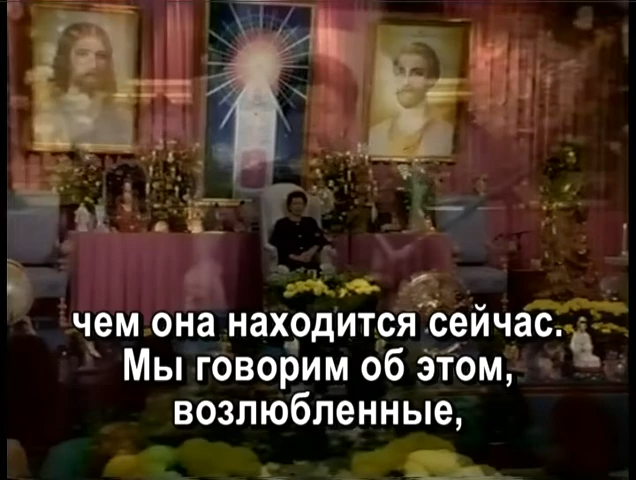 чем она находится сейчас.
Мы говорим об этом,
возлюбленные,